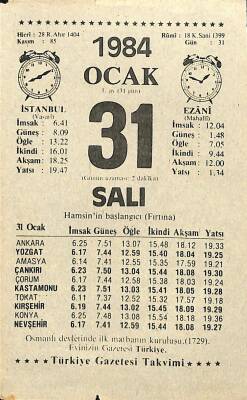 Hicri : 28 R.Ahır 1404
Kasım : 85
Rûmi : 18 K.Sani 1399
Gün : 31
★ ★ ★ ★ ★ ★ ★ ★ ★ ★
1984
OCAK
1. ay (31 gün)
31
(Günün uzaması: 2 dakika)
SALI
İSTANBUL
(Vasati)
İmsak : 6.41
Güneş : 8.09
Öğle : 13.22
İkindi : 16.01
Akşam : 18.25
Yatsı : 19.47
EZÂNİ
(Mahalli)
İmsak : 12.04
Güneş : 1.48
Öğle : 7.05
İkindi : 9.44
Akşam : 12.00
Yatsı : 1.34
Hamsin'in başlangıcı (Fırtına)
31 Ocak İmsak Güneş Öğle İkindi Akşam Yatsı
ANKARA 6.25 7.51 13.07 15.48 18.12 19.33
YOZGAT 6.17 7.44 12.59 15.40 18.04 19.25
AMASYA 6.14 7.41 12.55 15.35 17.59 19.21
ÇANKIRI 6.23 7.50 13.04 15.44 18.08 19.30
ÇORUM 6.17 7.44 12.58 15.38 18.03 19.24
KASTAMONU 6.23 7.51 13.03 15.41 18.05 19.28
TOKAT 6.11 7.37 12.52 15.32 17.57 19.18
KIRŞEHİR 6.19 7.44 13.02 15.45 18.09 19.29
KONYA 6.25 7.48 13.08 15.54 18.19 19.36
NEVŞEHİR 6.17 7.41 12.59 15.44 18.08 19.27
Osmanlı devletinde ilk matbanın kuruluşu.(1729).
Evinizin Gazetesi Türkiye.
★ ★ ★ ★ Türkiye Gazetesi Takvimi ★ ★ ★ ★